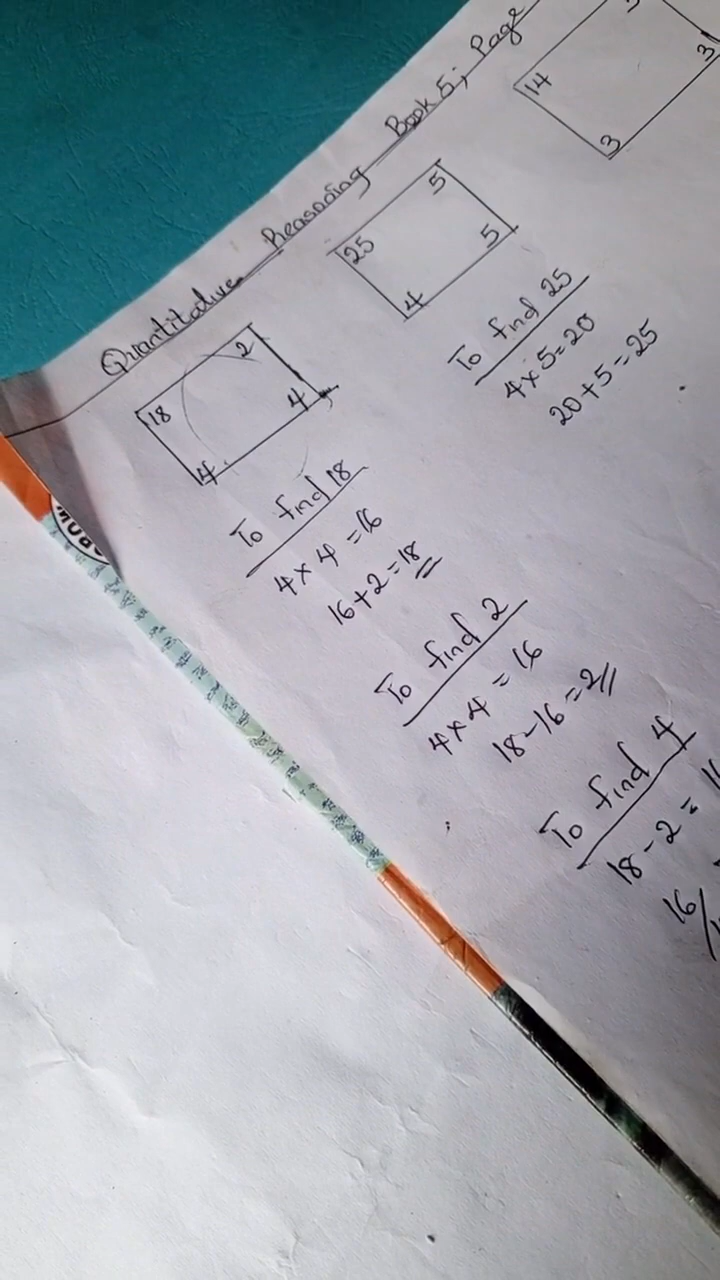 Quantitative Reasoning Book 5; Page
18 2
4 4
To find 18
4 x 4 = 16
16 + 2 = 18
To find 2
4 x 4 = 16
18 - 16 = 2
To find 4
18 - 2 =
16/
25 5
4 5
To find 25
4 x 5 = 20
20 + 5 = 25
14
3 3